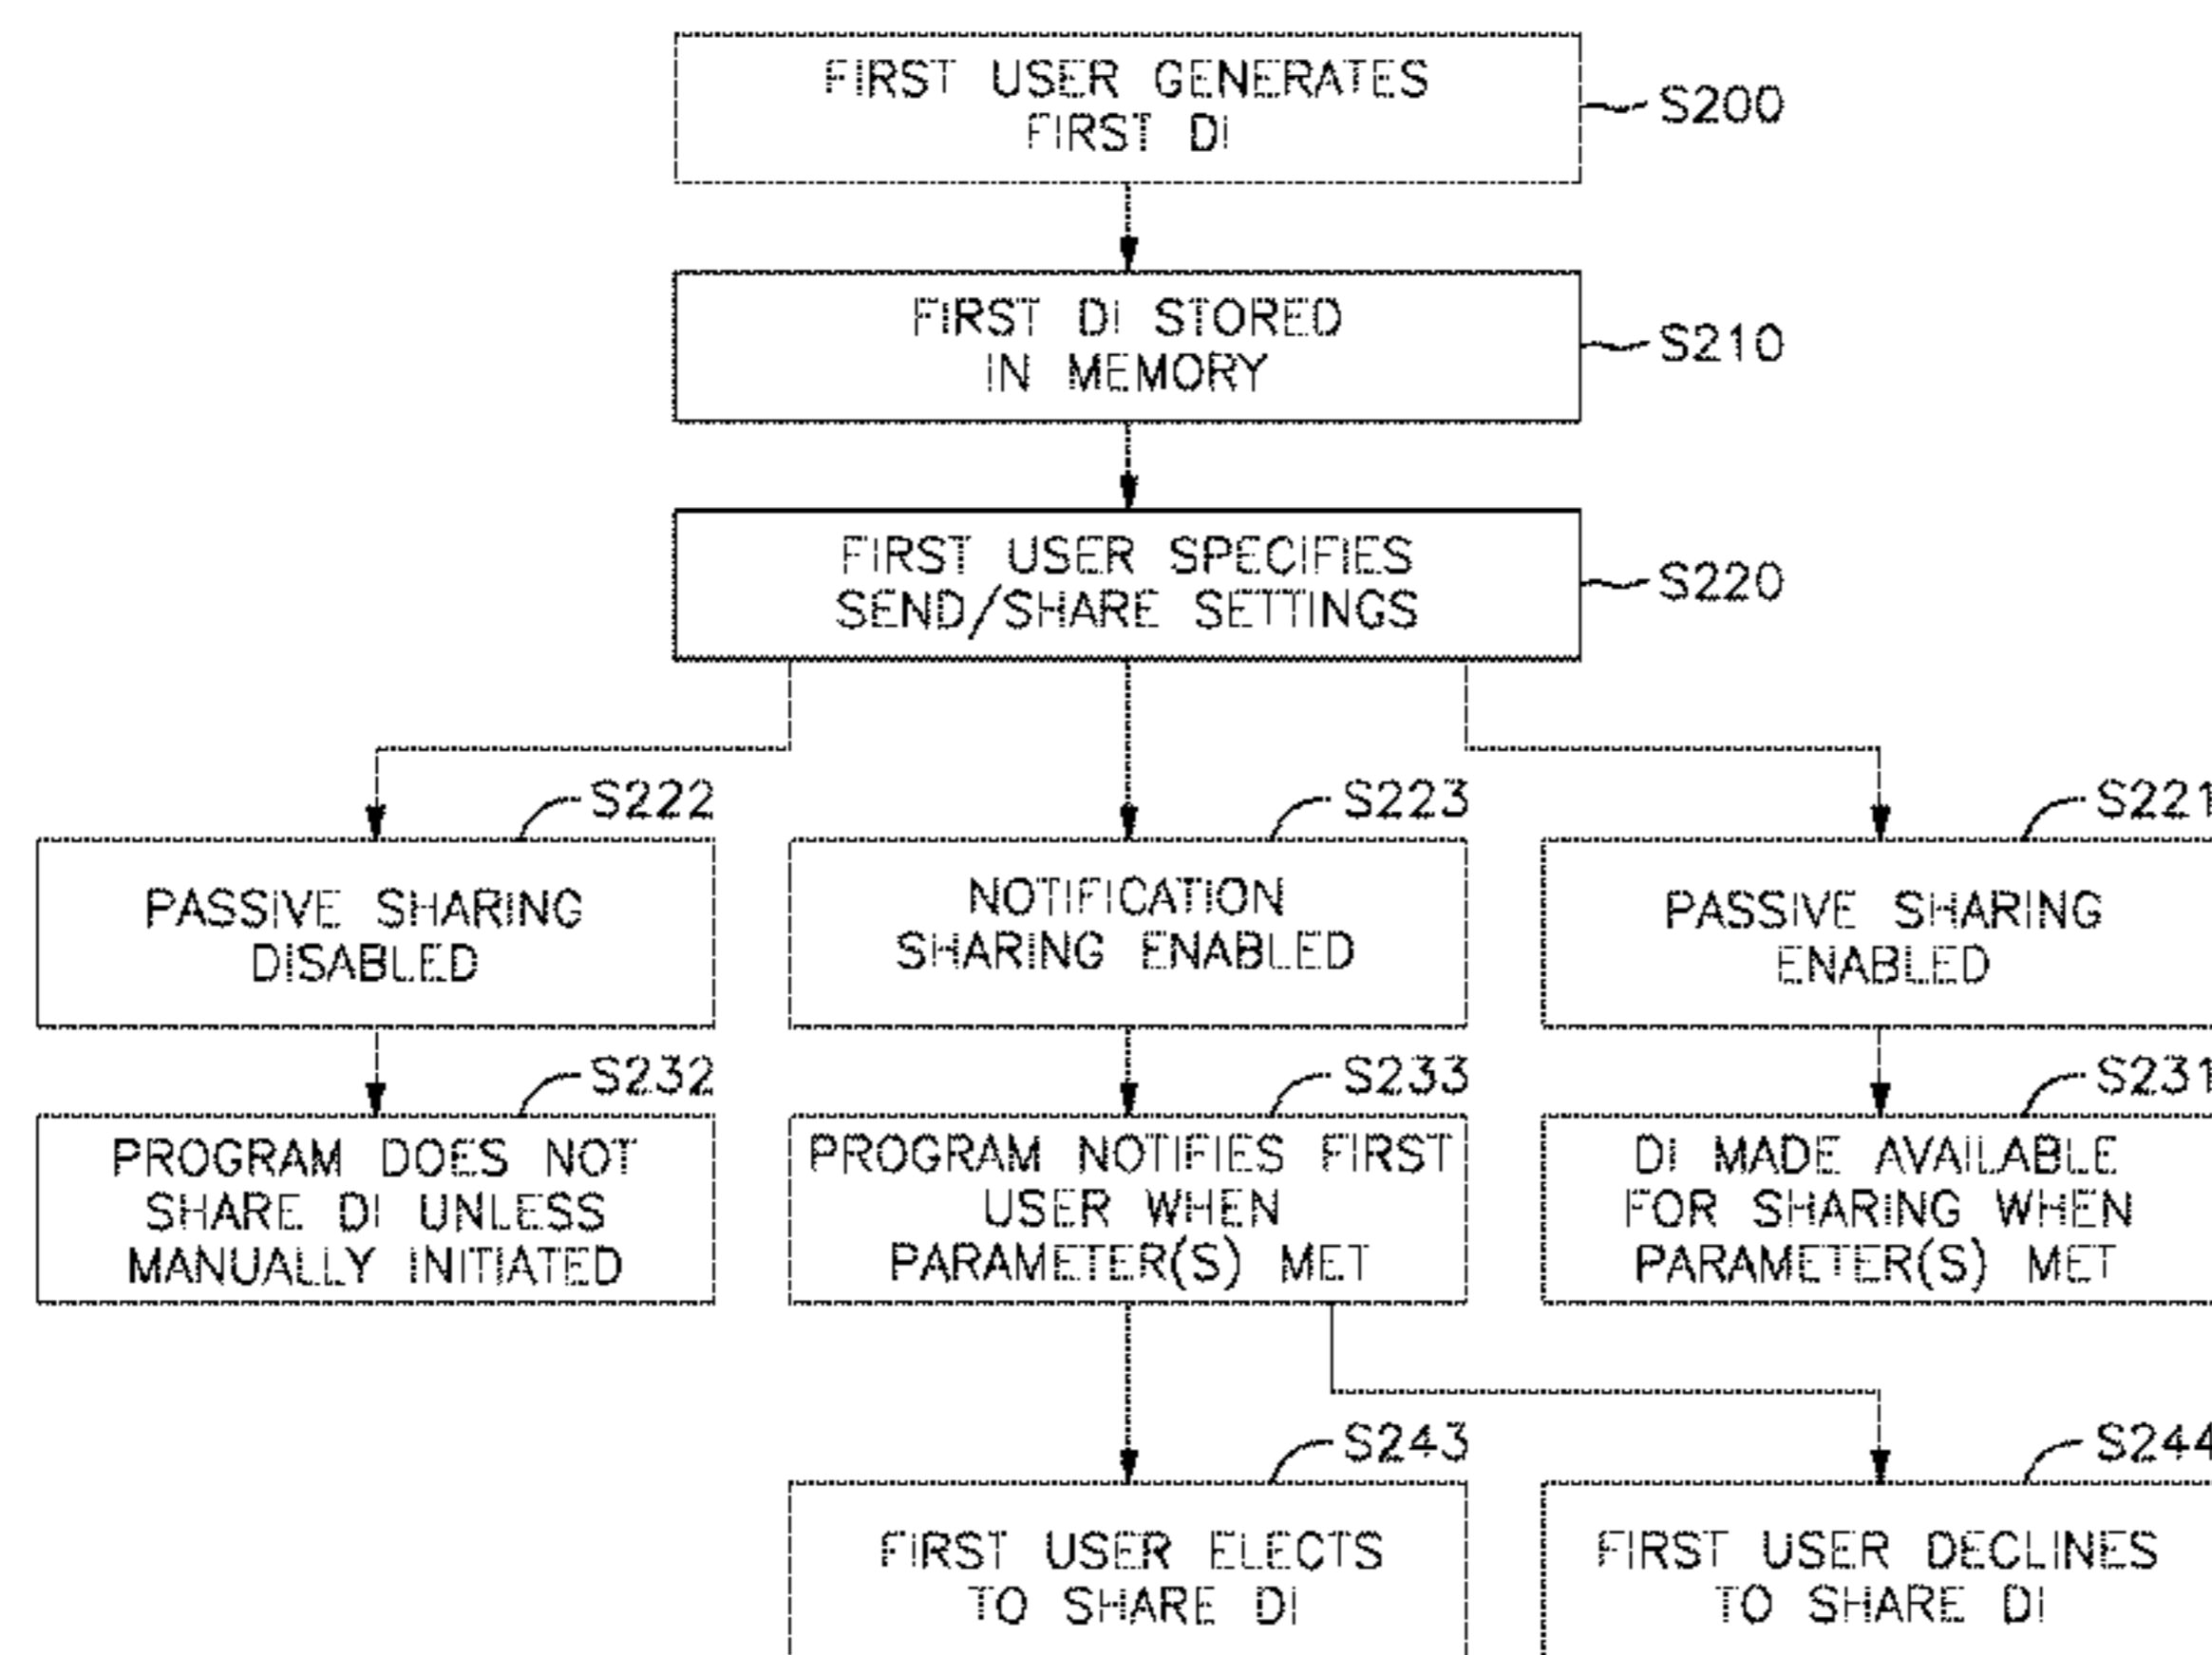 FIRST USER GENERATES
FIRST DI
S200
FIRST DI STORED
IN MEMORY
S210
FIRST USER SPECIFIES
SEND/SHARE SETTINGS
S220
S222
S223
S221
PASSIVE SHARING
DISABLED
NOTIFICATION
SHARING ENABLED
PASSIVE SHARING
ENABLED
S232
S233
S231
PROGRAM DOES NOT
SHARE DI UNLESS
MANUALLY INITIATED
PROGRAM NOTIFIES FIRST
USER WHEN
PARAMETER(S) MET
DI MADE AVAILABLE
FOR SHARING WHEN
PARAMETER(S) MET
S243
S244
FIRST USER ELECTS
TO SHARE DI
FIRST USER DECLINES
TO SHARE DI